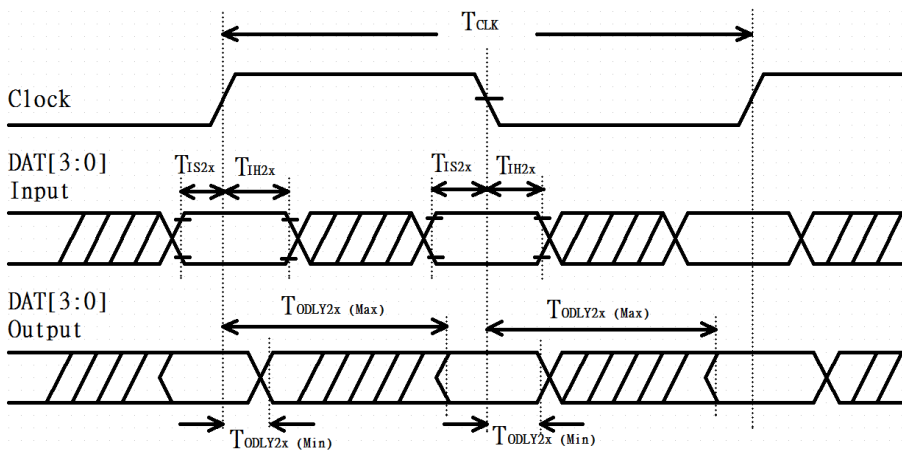 TCLK
Clock
DAT[3:0]
Input
TIS2x TIH2x TIS2x TIH2x
DAT[3:0]
Output
TODLY2x (Max) TODLY2x (Max)
TODLY2x (Min) TODLY2x (Min)